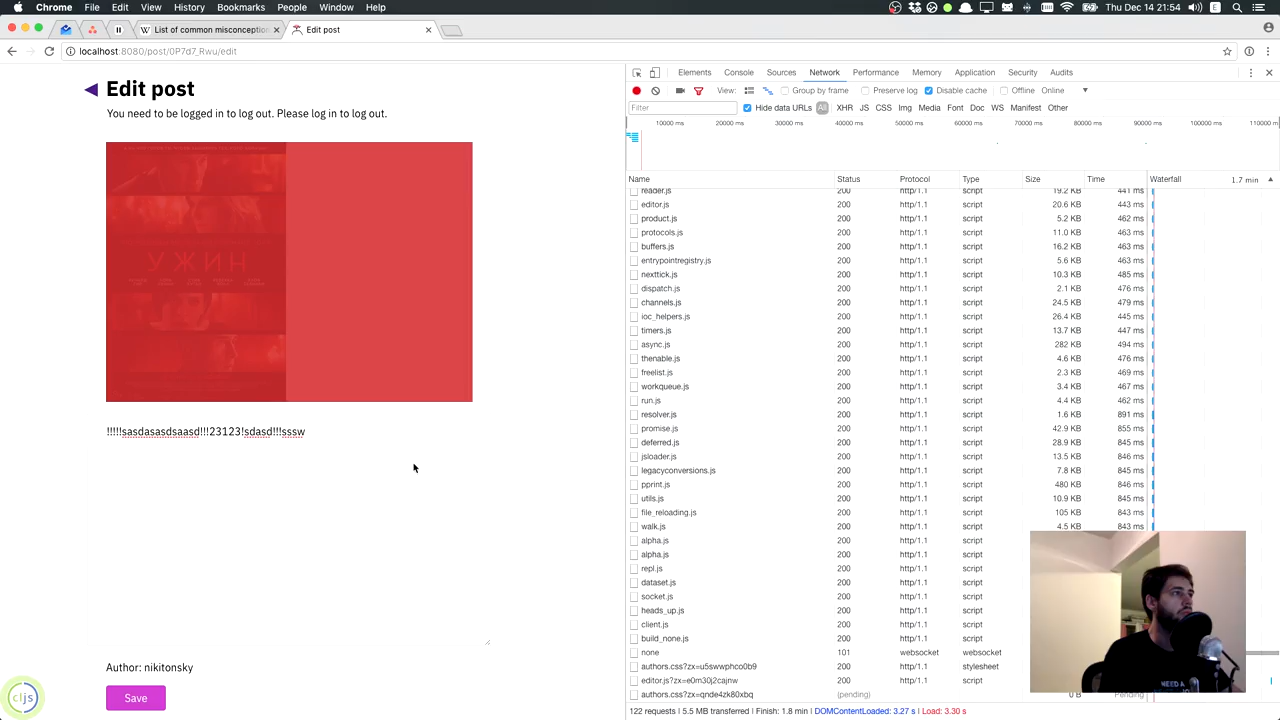 Chrome File Edit View History Bookmarks People Window Help Thu Dec 14 21:54
List of common misconception Edit post
localhost:8080/post/0P7d7_Rwu/edit
Edit post
You need to be logged in to log out. Please log in to log out.
УЖИН
!!!!!sasdasasdsaasd!!!23123!sdasd!!!sssw
Author: nikitonsky
Save
cljs
Elements Console Sources Network Performance Memory Application Security Audits
View: Group by frame Preserve log Disable cache Offline Online
Filter Hide data URLs All XHR JS CSS Img Media Font Doc WS Manifest Other
10000 ms 20000 ms 30000 ms 40000 ms 50000 ms 60000 ms 70000 ms 80000 ms 90000 ms 100000 ms 110000 m
Name Status Protocol Type Size Time Waterfall 1.7 min
reader.js 200 http/1.1 script 19.2 KB 441 ms
editor.js 200 http/1.1 script 20.6 KB 443 ms
product.js 200 http/1.1 script 5.2 KB 462 ms
protocols.js 200 http/1.1 script 11.0 KB 463 ms
buffers.js 200 http/1.1 script 16.2 KB 463 ms
entrypointregistry.js 200 http/1.1 script 5.6 KB 463 ms
nexttick.js 200 http/1.1 script 10.3 KB 485 ms
dispatch.js 200 http/1.1 script 2.1 KB 476 ms
channels.js 200 http/1.1 script 24.5 KB 479 ms
ioc_helpers.js 200 http/1.1 script 26.4 KB 445 ms
timers.js 200 http/1.1 script 13.7 KB 447 ms
async.js 200 http/1.1 script 282 KB 494 ms
thenable.js 200 http/1.1 script 4.6 KB 476 ms
freelist.js 200 http/1.1 script 2.3 KB 469 ms
workqueue.js 200 http/1.1 script 3.4 KB 467 ms
run.js 200 http/1.1 script 4.4 KB 462 ms
resolver.js 200 http/1.1 script 1.6 KB 891 ms
promise.js 200 http/1.1 script 42.9 KB 855 ms
deferred.js 200 http/1.1 script 28.9 KB 845 ms
jsloader.js 200 http/1.1 script 13.5 KB 846 ms
legacyconversions.js 200 http/1.1 script 7.8 KB 845 ms
pprint.js 200 http/1.1 script 480 KB 846 ms
utils.js 200 http/1.1 script 10.9 KB 845 ms
file_reloading.js 200 http/1.1 script 105 KB 843 ms
walk.js 200 http/1.1 script 4.5 KB 843 ms
alpha.js 200 http/1.1 script
alpha.js 200 http/1.1 script
repl.js 200 http/1.1 script
dataset.js 200 http/1.1 script
socket.js 200 http/1.1 script
heads_up.js 200 http/1.1 script
client.js 200 http/1.1 script
build_none.js 200 http/1.1 script
none 101 websocket websocket
authors.css?zx=u5swwphco0b9 200 http/1.1 stylesheet
editor.js?zx=e0m30j2cajnw 200 http/1.1 script
authors.css?zx=qnde4zk80xbq (pending) 0 B Pending
NEED A
122 requests | 5.5 MB transferred | Finish: 1.8 min | DOMContentLoaded: 3.27 s | Load: 3.30 s